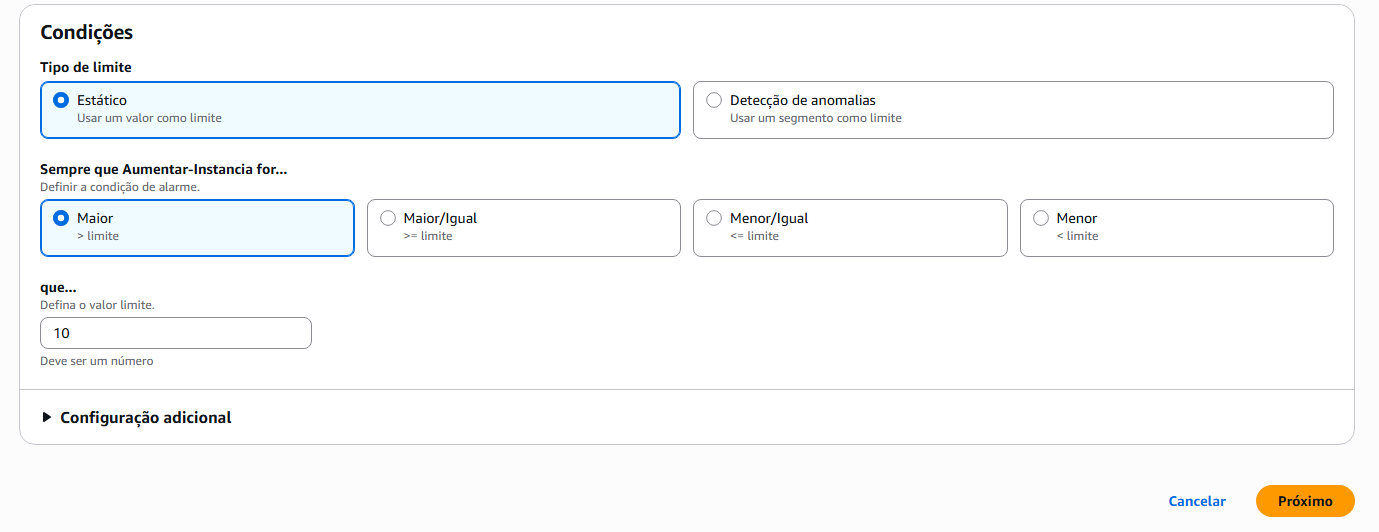 Condições
Tipo de limite
Estático
Usar um valor como limite
Detecção de anomalias
Usar um segmento como limite
Sempre que Aumentar-Instancia for...
Definir a condição de alarme.
Maior
> limite
Maior/Igual
>= limite
Menor/Igual
<= limite
Menor
< limite
que...
Defina o valor limite.
10
Deve ser um número
Configuração adicional
Cancelar
Próximo